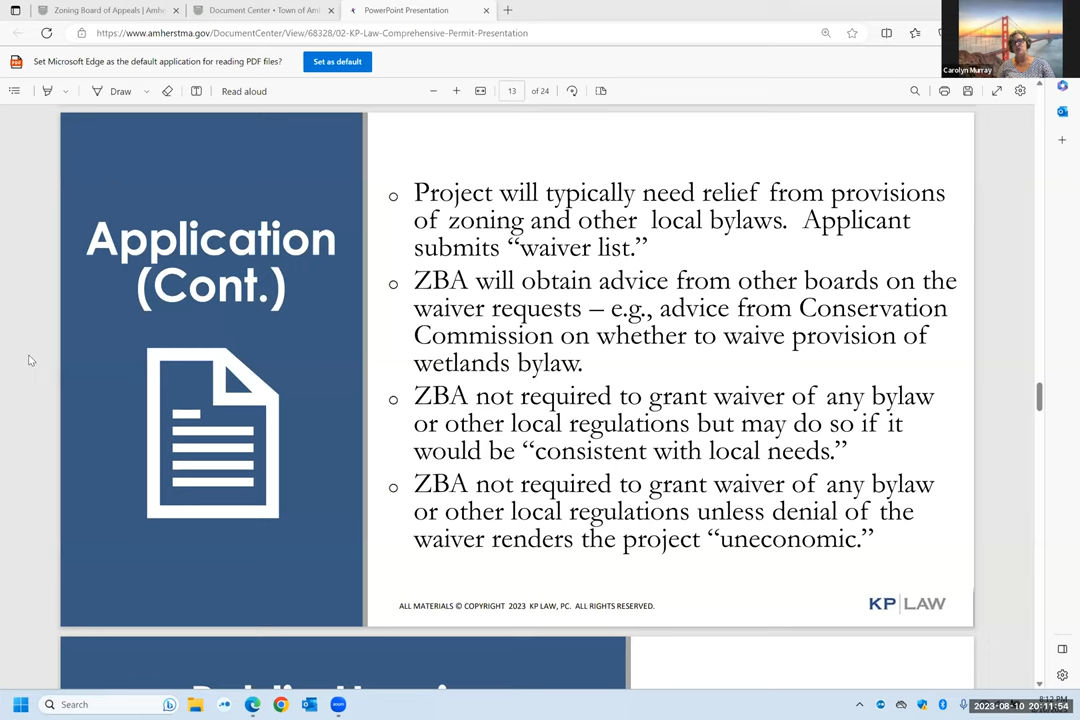 Zoning Board of Appeals | Amhe
Document Center • Town of Aml
PowerPoint Presentation
https://www.amherstma.gov/DocumentCenter/View/68328/02-KP-Law-Comprehensive-Permit-Presentation
Carolyn Murray
Set Microsoft Edge as the default application for reading PDF files?
Set as default
Draw
Read aloud
13 of 24
Application
(Cont.)
Project will typically need relief from provisions
of zoning and other local bylaws. Applicant
submits “waiver list.”
ZBA will obtain advice from other boards on the
waiver requests – e.g., advice from Conservation
Commission on whether to waive provision of
wetlands bylaw.
ZBA not required to grant waiver of any bylaw
or other local regulations but may do so if it
would be “consistent with local needs.”
ZBA not required to grant waiver of any bylaw
or other local regulations unless denial of the
waiver renders the project “uneconomic.”
ALL MATERIALS © COPYRIGHT 2023 KP LAW, PC. ALL RIGHTS RESERVED.
KP LAW
Search
8:12 PM
2023-08-10 20:11:54